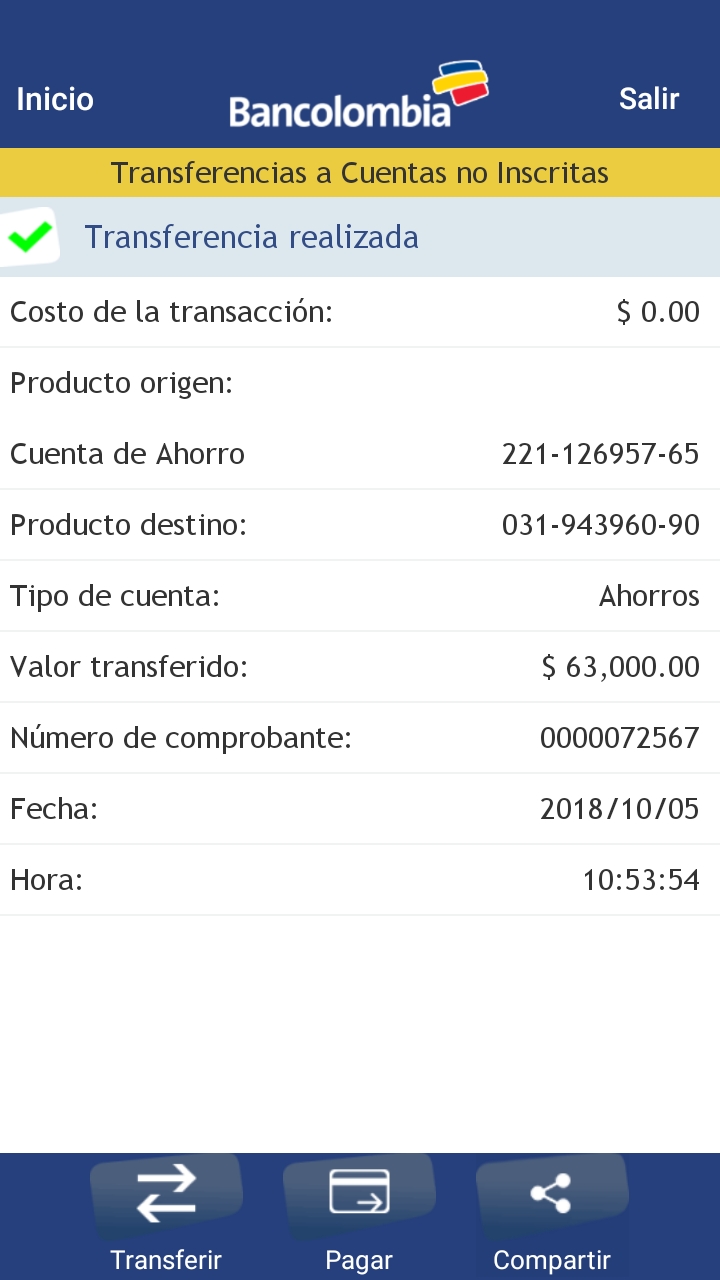 Inicio
Bancolombia
Salir
Transferencias a Cuentas no Inscritas
Transferencia realizada
Costo de la transacción: $ 0.00
Producto origen:
Cuenta de Ahorro 221-126957-65
Producto destino: 031-943960-90
Tipo de cuenta: Ahorros
Valor transferido: $ 63,000.00
Número de comprobante: 0000072567
Fecha: 2018/10/05
Hora: 10:53:54
Transferir
Pagar
Compartir